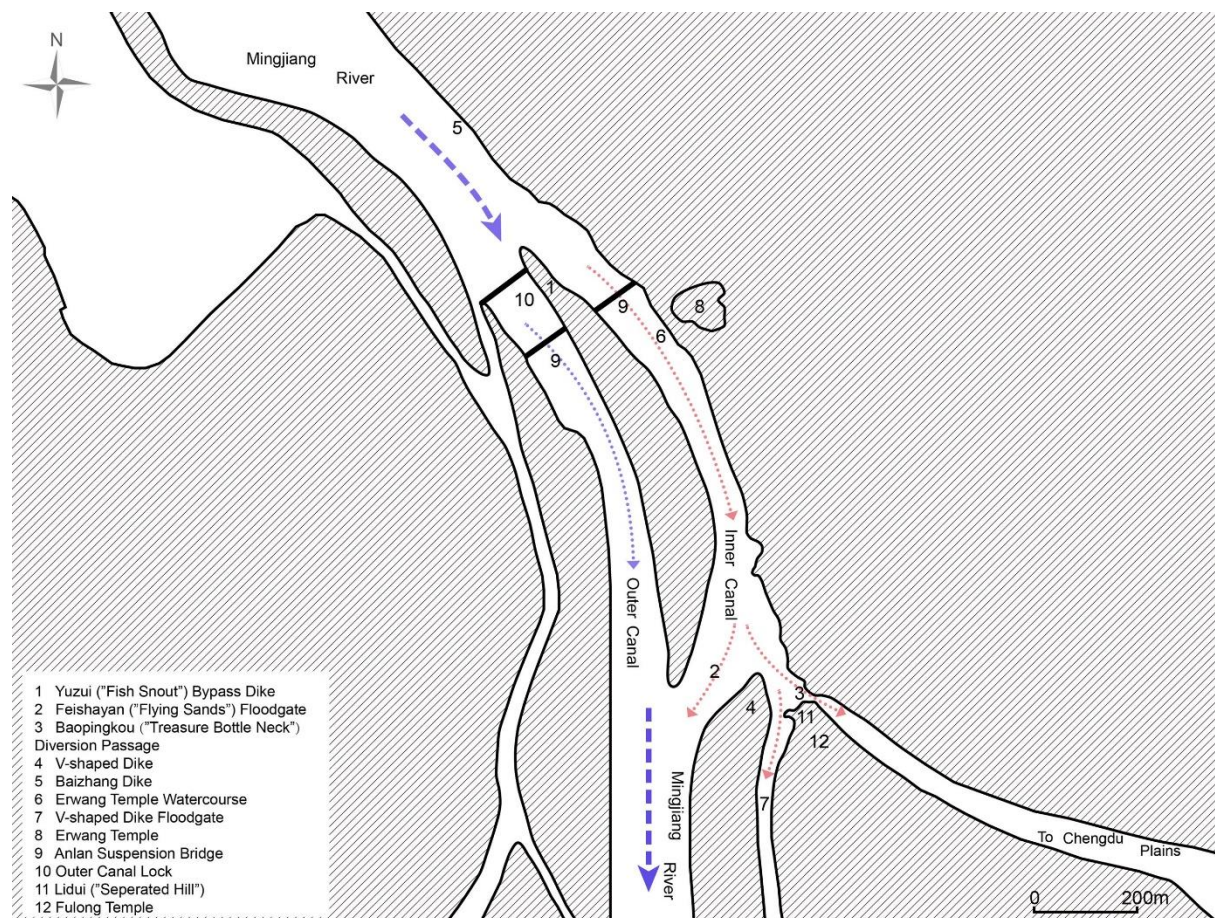 N
Mingjiang
River
5
1
10
9
9
6
8
Inner Canal
Outer Canal
2
3
4
11
12
7
Mingjiang River
To Chengdu Plains
0 200m
1 Yuzui ("Fish Snout") Bypass Dike
2 Feishayan ("Flying Sands") Floodgate
3 Baopingkou ("Treasure Bottle Neck")
Diversion Passage
4 V-shaped Dike
5 Baizhang Dike
6 Erwang Temple Watercourse
7 V-shaped Dike Floodgate
8 Erwang Temple
9 Anlan Suspension Bridge
10 Outer Canal Lock
11 Lidui ("Seperated Hill")
12 Fulong Temple